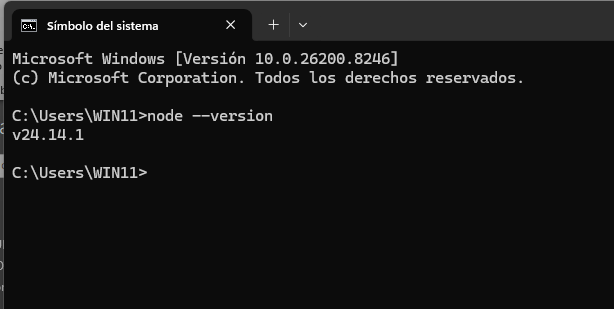 Símbolo del sistema
Microsoft Windows [Versión 10.0.26200.8246]
(c) Microsoft Corporation. Todos los derechos reservados.
C:\Users\WIN11>node --version
v24.14.1
C:\Users\WIN11>